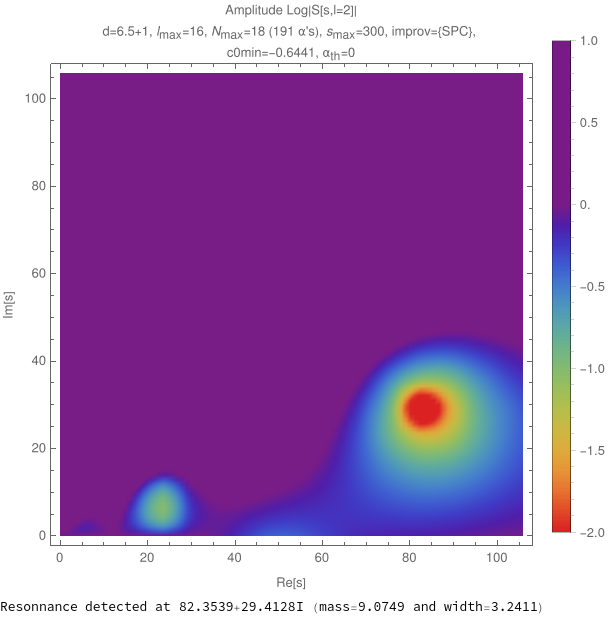 Amplitude Log|S[s,l=2]|
d=6.5+1, lmax=16, Nmax=18 (191 α's), smax=300, improv={SPC},
c0min=-0.6441, αth=0
1.0
0.5
0.
-0.5
-1.0
-1.5
-2.0
100
80
60
40
20
0
Im[s]
0 20 40 60 80 100
Re[s]
Resonnance detected at 82.3539+29.4128I (mass=9.0749 and width=3.2411)